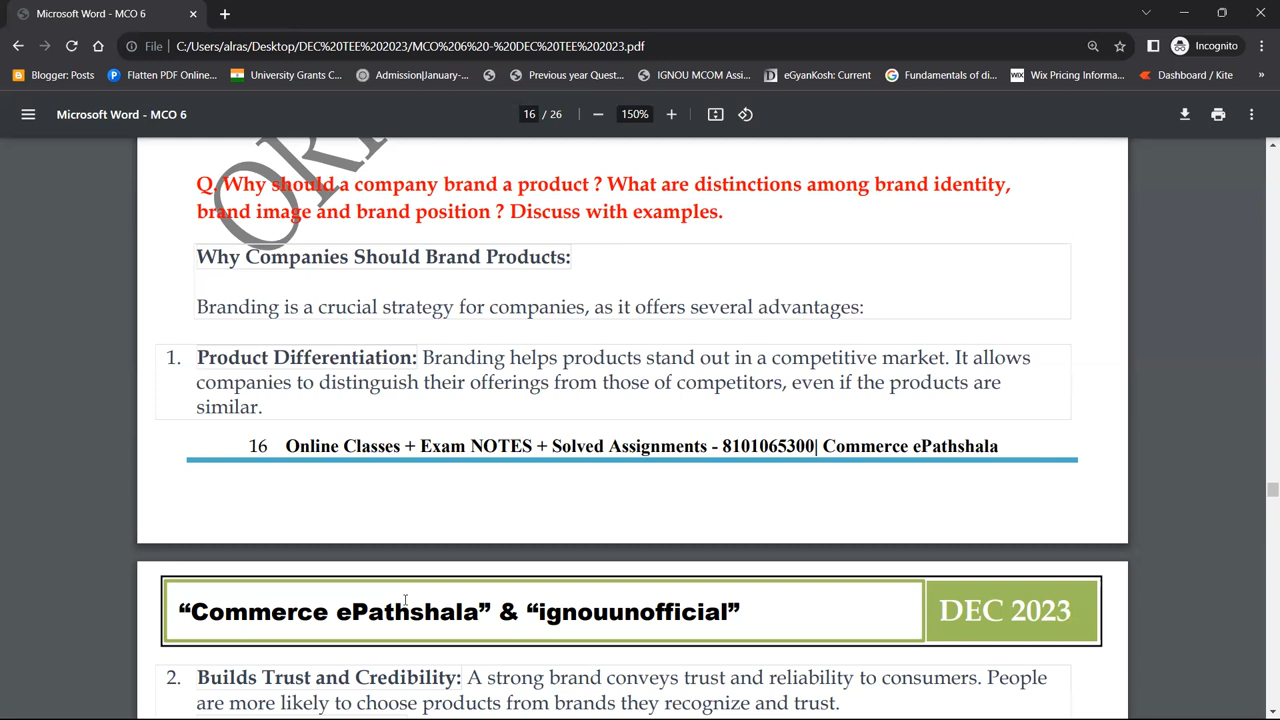 Microsoft Word - MCO 6
Incognito
File C:/Users/alras/Desktop/DEC%20TEE%202023/MCO%206%20-%20DEC%20TEE%202023.pdf
Blogger: Posts Flatten PDF Online... University Grants C... Admission|January-... Previous year Quest... IGNOU MCOM Assi... eGyanKosh: Current Fundamentals of di... Wix Pricing Informa... Dashboard / Kite »
Microsoft Word - MCO 6 16 / 26 150%
Q. Why should a company brand a product ? What are distinctions among brand identity,
brand image and brand position ? Discuss with examples.
Why Companies Should Brand Products:
Branding is a crucial strategy for companies, as it offers several advantages:
1. Product Differentiation: Branding helps products stand out in a competitive market. It allows
companies to distinguish their offerings from those of competitors, even if the products are
similar.
16 Online Classes + Exam NOTES + Solved Assignments - 8101065300| Commerce ePathshala
“Commerce ePathshala” & “ignouunofficial” DEC 2023
2. Builds Trust and Credibility: A strong brand conveys trust and reliability to consumers. People
are more likely to choose products from brands they recognize and trust.